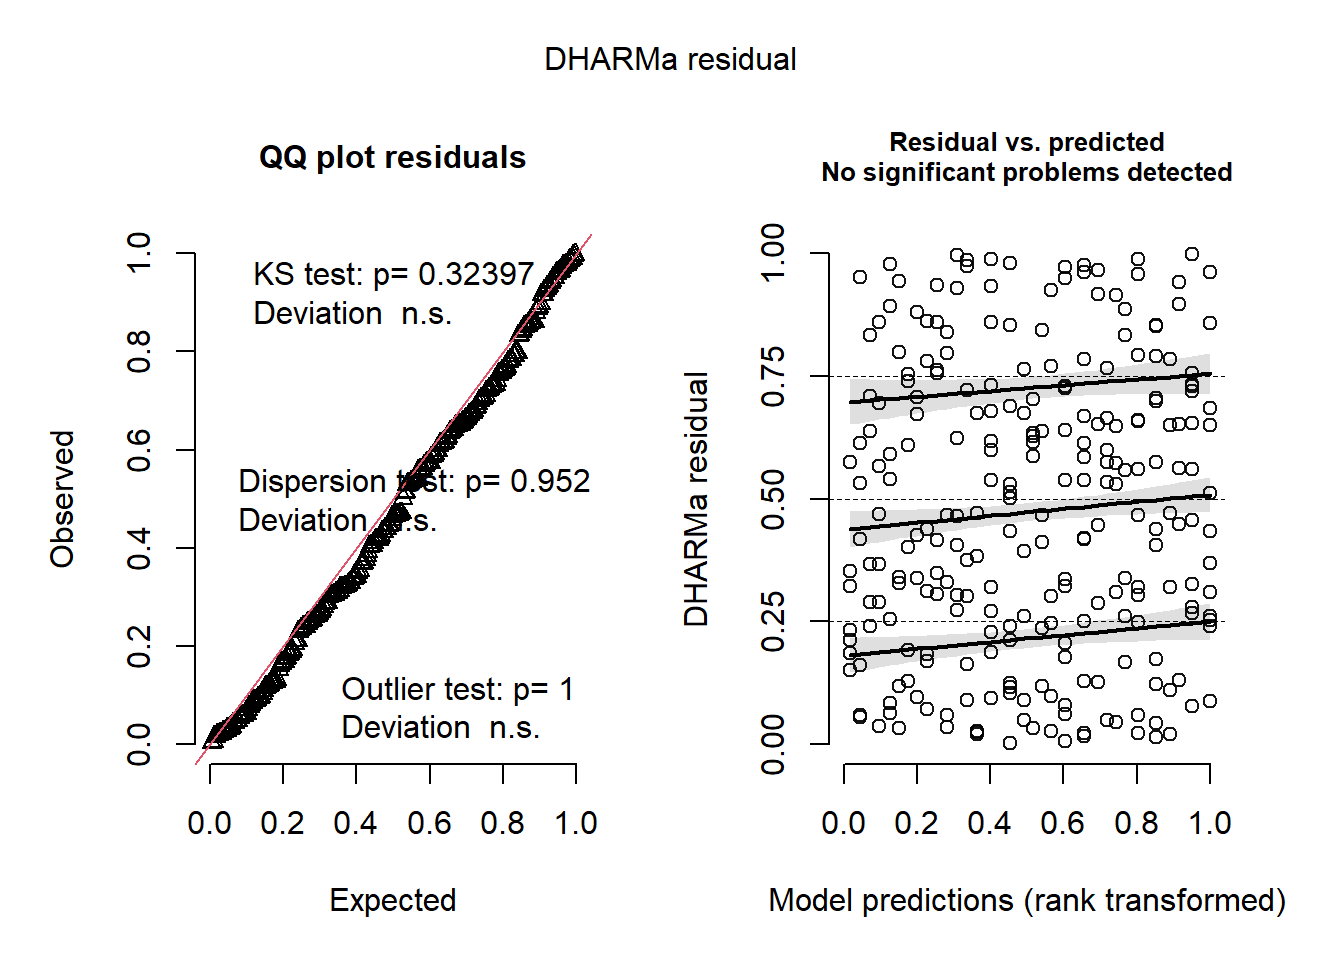 DHARMa residual
QQ plot residuals
KS test: p= 0.32397
Deviation  n.s.
Dispersion test: p= 0.952
Deviation  n.s.
Outlier test: p= 1
Deviation  n.s.
Observed
0.0 0.2 0.4 0.6 0.8 1.0
0.0 0.2 0.4 0.6 0.8 1.0
Expected
Residual vs. predicted
No significant problems detected
DHARMa residual
0.00 0.25 0.50 0.75 1.00
0.0 0.2 0.4 0.6 0.8 1.0
Model predictions (rank transformed)